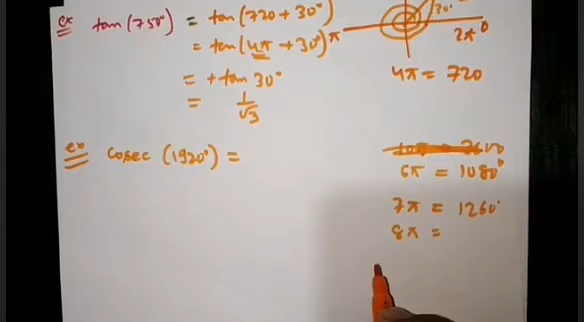 ex tan(750°) = tan(720+30°)
= tan(4π+30°)
= +tan 30°
= 1/√3
π 30° 0 2π
4π = 720
ex cosec (1920°) =
6π = 1080°
7π = 1260°
8π =